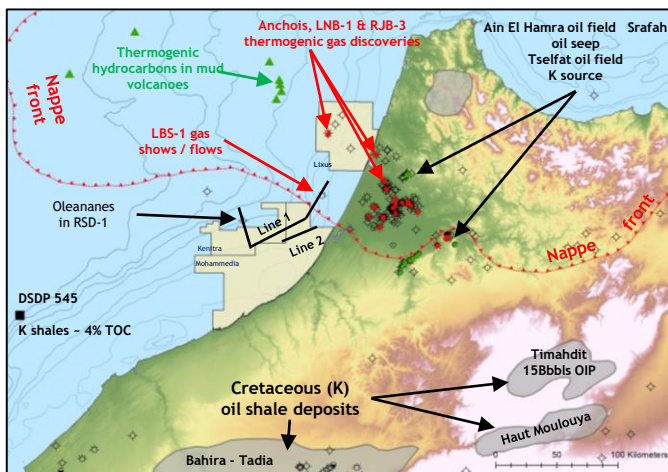 Anchois, LNB-1 & RJB-3
thermogenic gas discoveries
Ain El Hamra oil field
oil seep
Tselfat oil field
K source
Srafah
Thermogenic
hydrocarbons in mud
volcanoes
Nappe
front
LBS-1 gas
shows / flows
Lixus
Oleananes
in RSD-1
Line 1
Line 2
Kenitra
Mohammedia
Nappe
front
DSDP 545
K shales ~ 4% TOC
Timahdit
15Bbbls OIP
Cretaceous (K)
oil shale deposits
Haut Moulouya
Bahira - Tadia
100 Kilometers